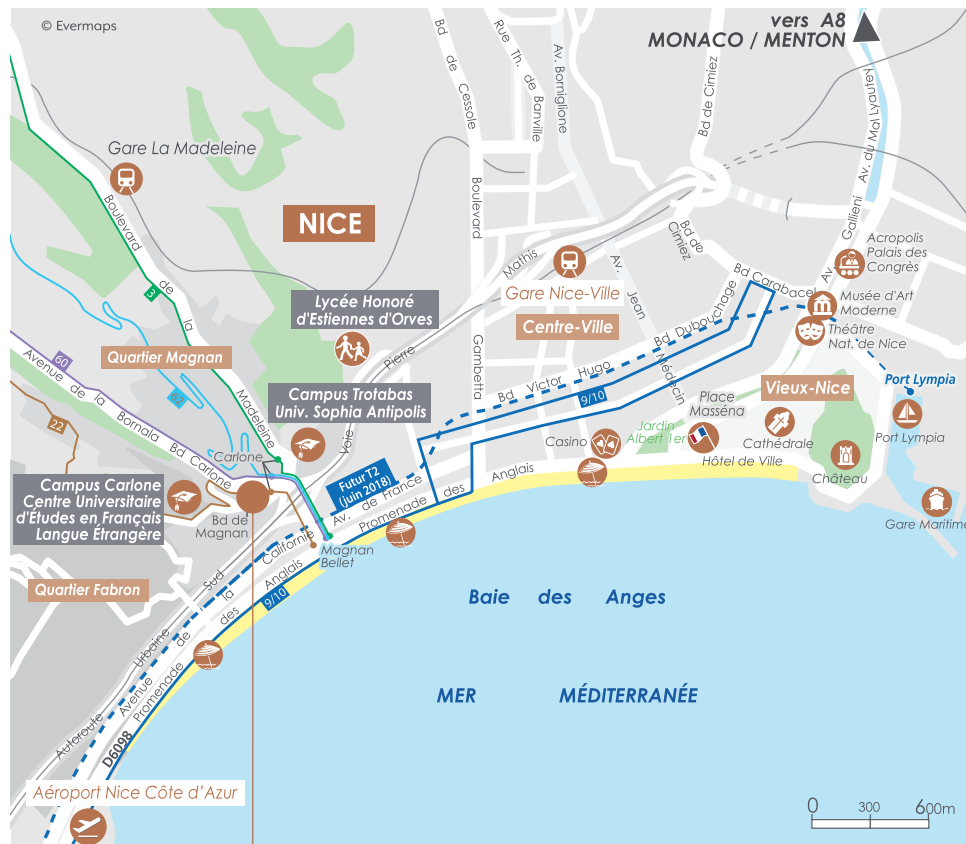 © Evermaps
vers A8
MONACO / MENTON
Bd de Cessole
Rue Th. de Banville
Av. Borniglione
Bd de Cimiez
Av. du Mal Lyautey
Gare La Madeleine
NICE
Boulevard de la Madeleine
3
Boulevard Gambetta
Mathis
Bd de Cimiez
Gallieni
Av.
Acropolis
Palais des
Congrès
Gare Nice-Ville
Av. Jean Médecin
Bd Carabacel
Lycée Honoré
d'Estiennes d'Orves
Centre-Ville
Bd Dubouchage
Musée d'Art
Moderne
Théâtre
Nat. de Nice
Quartier Magnan
60
62
Avenue de la Bornala
Voie Pierre
Bd Victor Hugo
9/10
Port Lympia
Campus Trotabas
Univ. Sophia Antipolis
Vieux-Nice
Place
Masséna
22
Jardin
Albert 1er
Casino
Cathédrale
Port Lympia
Carlone
Bd Carlone
Hôtel de Ville
Château
Futur T2
(juin 2018)
Av. de France
Promenade des Anglais
Campus Carlone
Centre Universitaire
d'Études en Français
Langue Étrangère
Bd de
Magnan
Gare Maritime
Magnan
Bellet
Quartier Fabron
Autoroute Urbaine Sud
Avenue de la Californie
Promenade des Anglais
9/10
Baie des Anges
MER MÉDITERRANÉE
D6098
Aéroport Nice Côte d'Azur
0 300 600m